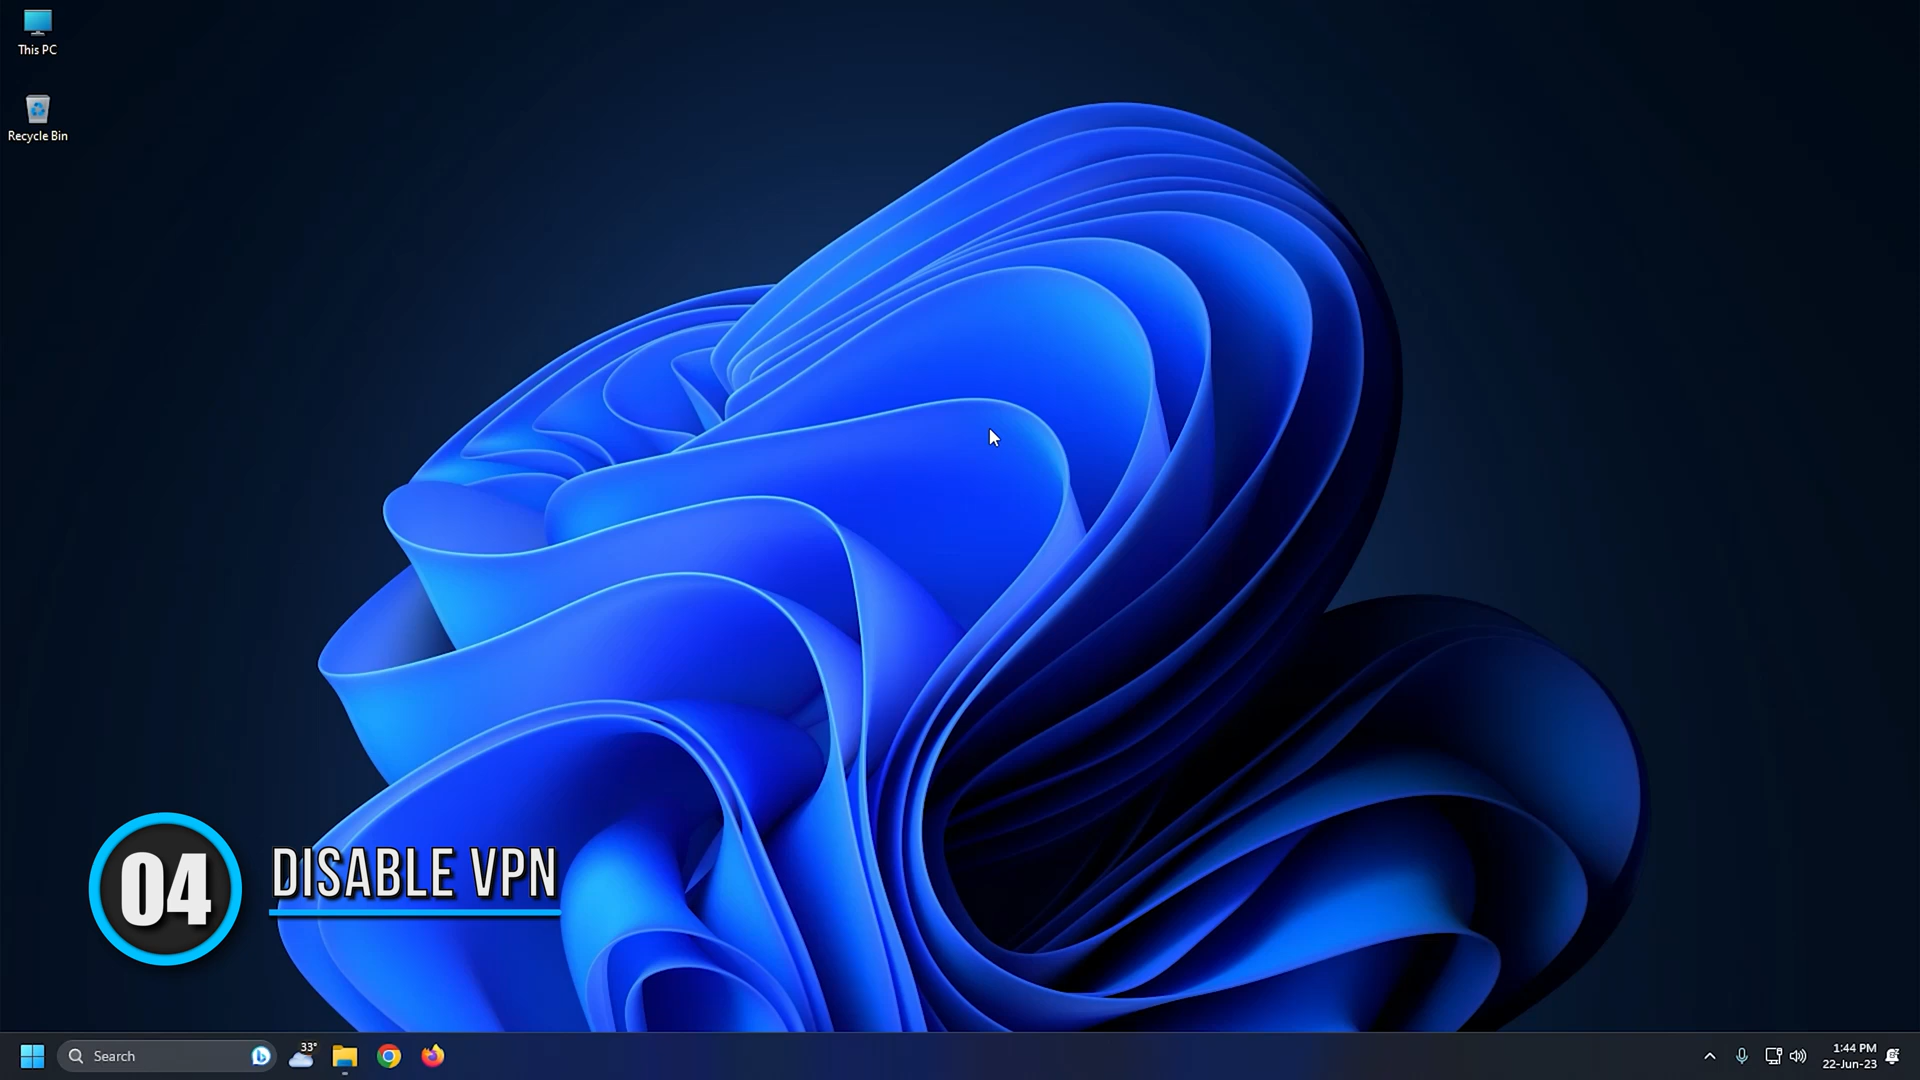 This PC
Recycle Bin
04
DISABLE VPN
Search
33°
1:44 PM
22-Jun-23